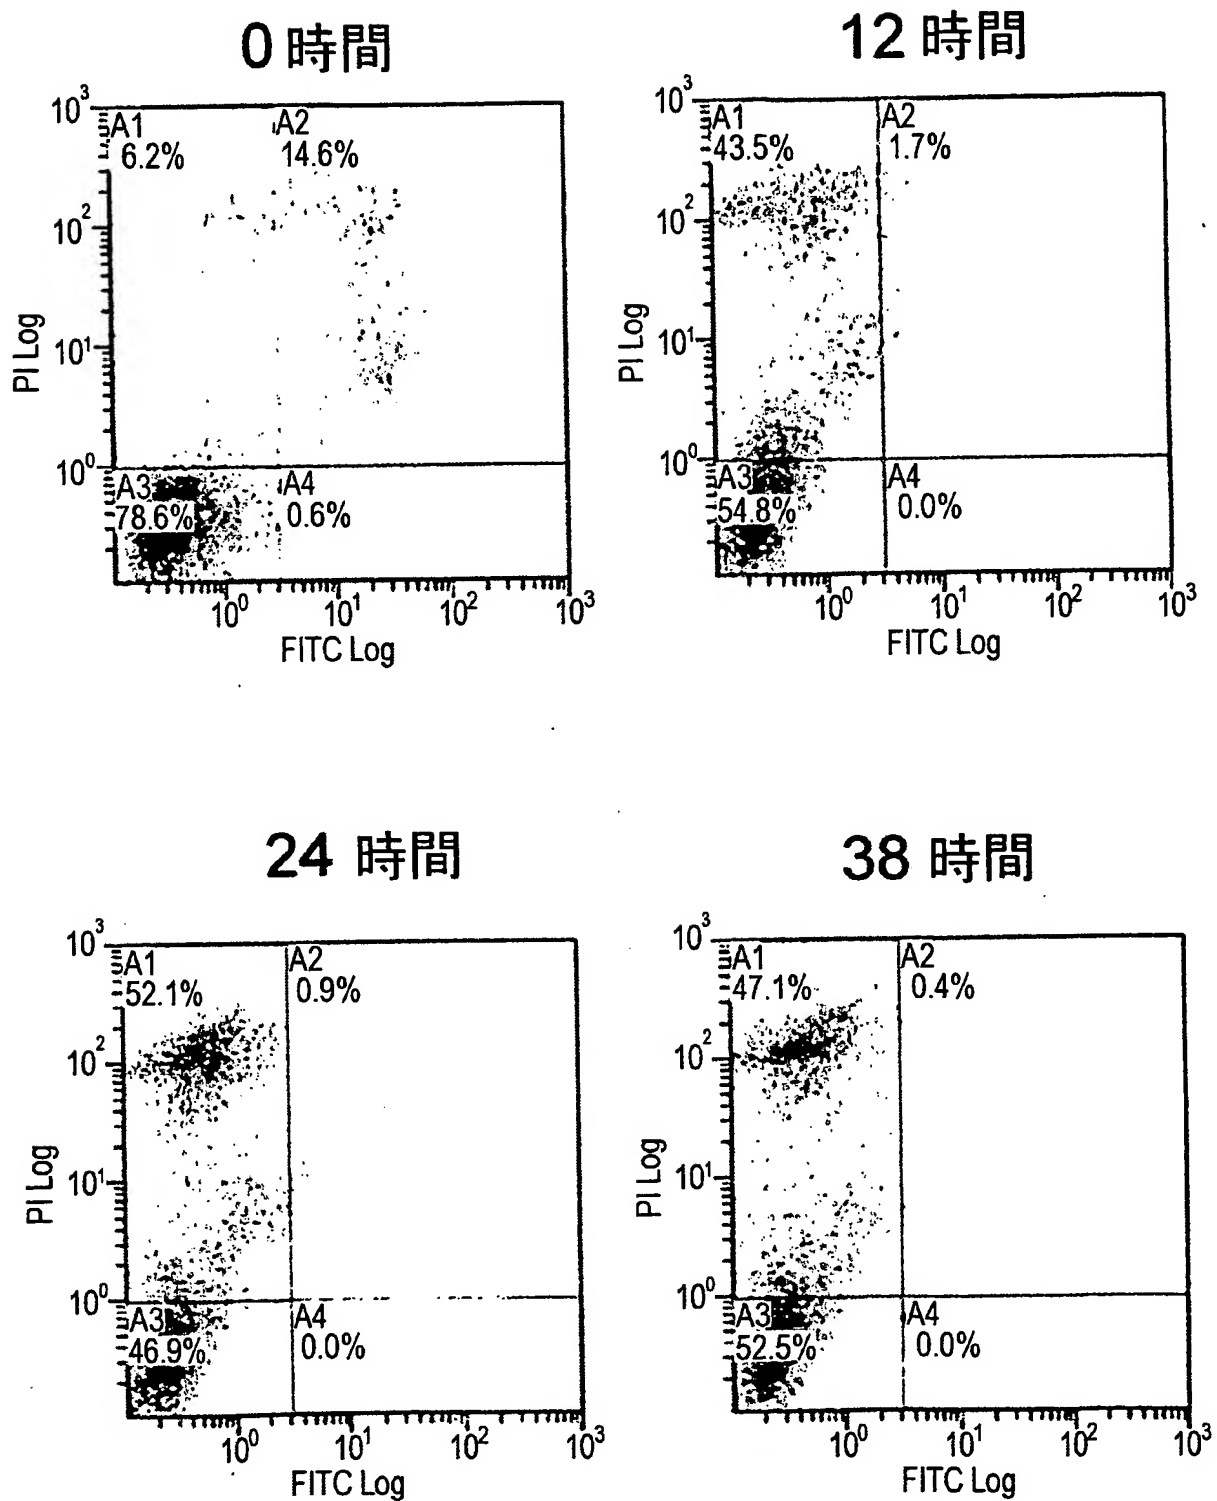 0 時間
10³
A1
6.2%
A2
14.6%
10²
PI Log
10¹
10⁰
A3
78.6%
A4
0.6%
10⁰ 10¹ 10² 10³
FITC Log
12 時間
10³
A1
43.5%
A2
1.7%
10²
PI Log
10¹
10⁰
A3
54.8%
A4
0.0%
10⁰ 10¹ 10² 10³
FITC Log
24 時間
10³
A1
52.1%
A2
0.9%
10²
PI Log
10¹
10⁰
A3
46.9%
A4
0.0%
10⁰ 10¹ 10² 10³
FITC Log
38 時間
10³
A1
47.1%
A2
0.4%
10²
PI Log
10¹
10⁰
A3
52.5%
A4
0.0%
10⁰ 10¹ 10² 10³
FITC Log